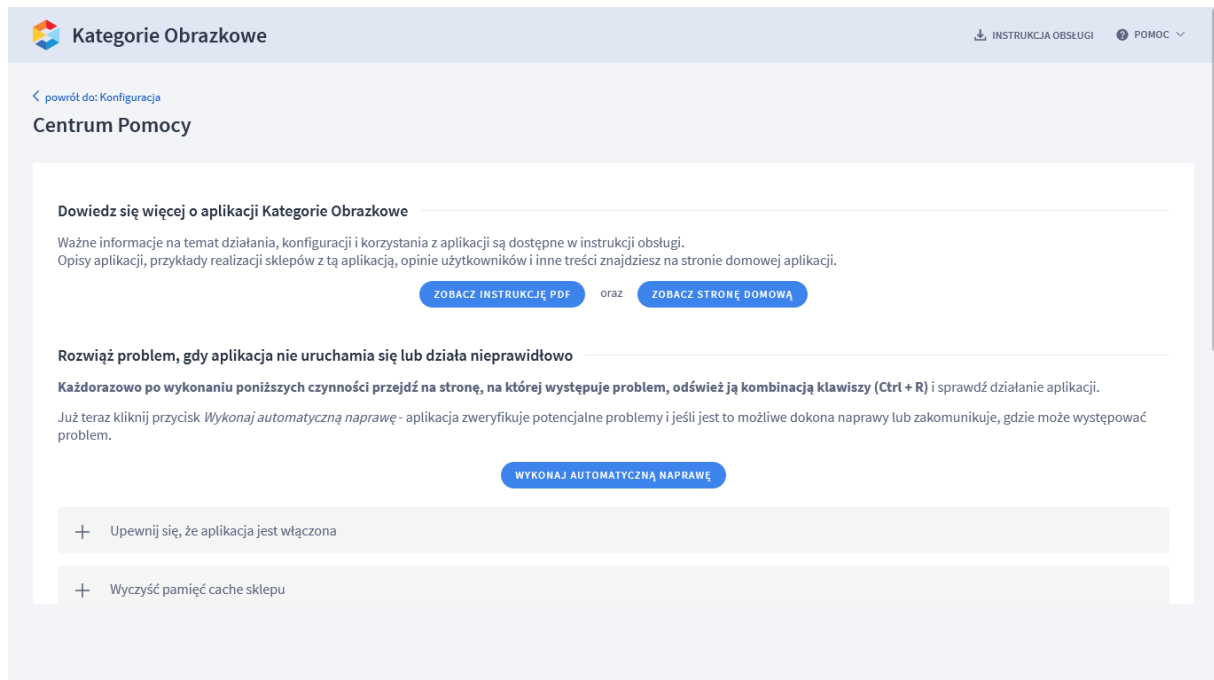 Kategorie Obrazkowe
INSTRUKCJA OBSŁUGI
POMOC
powrót do: Konfiguracja
Centrum Pomocy
Dowiedz się więcej o aplikacji Kategorie Obrazkowe
Ważne informacje na temat działania, konfiguracji i korzystania z aplikacji są dostępne w instrukcji obsługi.
Opisy aplikacji, przykłady realizacji sklepów z tą aplikacją, opinie użytkowników i inne treści znajdziesz na stronie domowej aplikacji.
ZOBACZ INSTRUKCJĘ PDF oraz ZOBACZ STRONĘ DOMOWĄ
Rozwiąż problem, gdy aplikacja nie uruchamia się lub działa nieprawidłowo
Każdorazowo po wykonaniu poniższych czynności przejdź na stronę, na której występuje problem, odśwież ją kombinacją klawiszy (Ctrl + R) i sprawdź działanie aplikacji.
Już teraz kliknij przycisk Wykonaj automatyczną naprawę - aplikacja zweryfikuje potencjalne problemy i jeśli jest to możliwe dokona naprawy lub zakomunikuje, gdzie może występować
problem.
WYKONAJ AUTOMATYCZNĄ NAPRAWĘ
Upewnij się, że aplikacja jest włączona
Wyczyść pamięć cache sklepu